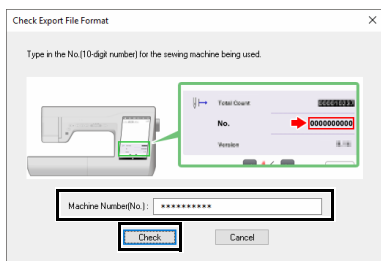 Check Export File Format
Type in the No.(10-digit number) for the sewing machine being used.
Total Count
No. 0000000000
Version
Machine Number(No.) : **********
Check Cancel